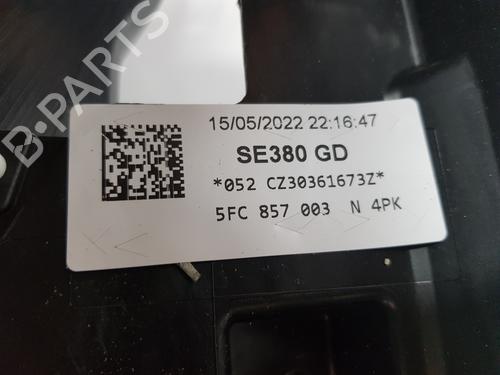 B-PARTS
15/05/2022 22:16:47
SE380 GD
*052 CZ30361673Z*
5FC 857 003 N 4PK